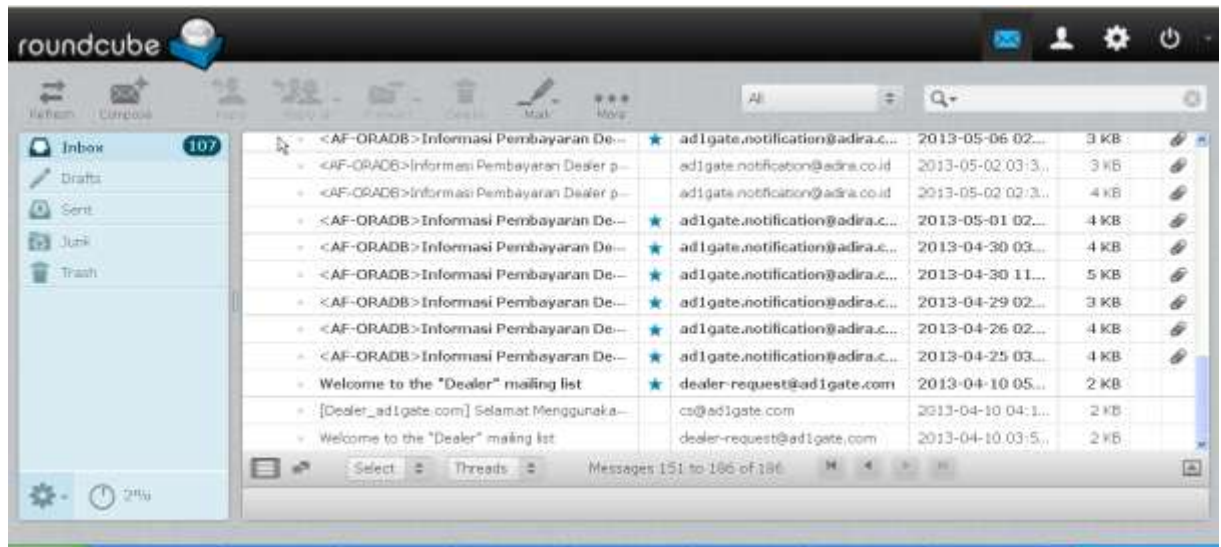 roundcube
Refresh Compose Mail More All
Inbox 107
Drafts
Sent
Junk
Trash
<AF-ORADB>Informasi Pembayaran De... ad1gate.notification@adira.c... 2013-05-06 02... 3 KB
<AF-ORADB>Informasi Pembayaran Dealer p... ad1gate.notification@adira.co.id 2013-05-02 03:3... 3 KB
<AF-ORADB>Informasi Pembayaran Dealer p... ad1gate.notification@adira.co.id 2013-05-02 02:3... 4 KB
<AF-ORADB>Informasi Pembayaran De... ad1gate.notification@adira.c... 2013-05-01 02... 4 KB
<AF-ORADB>Informasi Pembayaran De... ad1gate.notification@adira.c... 2013-04-30 03... 4 KB
<AF-ORADB>Informasi Pembayaran De... ad1gate.notification@adira.c... 2013-04-30 11... 5 KB
<AF-ORADB>Informasi Pembayaran De... ad1gate.notification@adira.c... 2013-04-29 02... 3 KB
<AF-ORADB>Informasi Pembayaran De... ad1gate.notification@adira.c... 2013-04-26 02... 4 KB
<AF-ORADB>Informasi Pembayaran De... ad1gate.notification@adira.c... 2013-04-25 03... 4 KB
Welcome to the "Dealer" mailing list dealer-request@ad1gate.com 2013-04-10 05... 2 KB
[Dealer_ad1gate.com] Selamat Menggunaka... cs@ad1gate.com 2013-04-10 04:1... 2 KB
Welcome to the "Dealer" mailing list dealer-request@ad1gate.com 2013-04-10 03:5... 2 KB
Select Threads Messages 151 to 186 of 186
2%